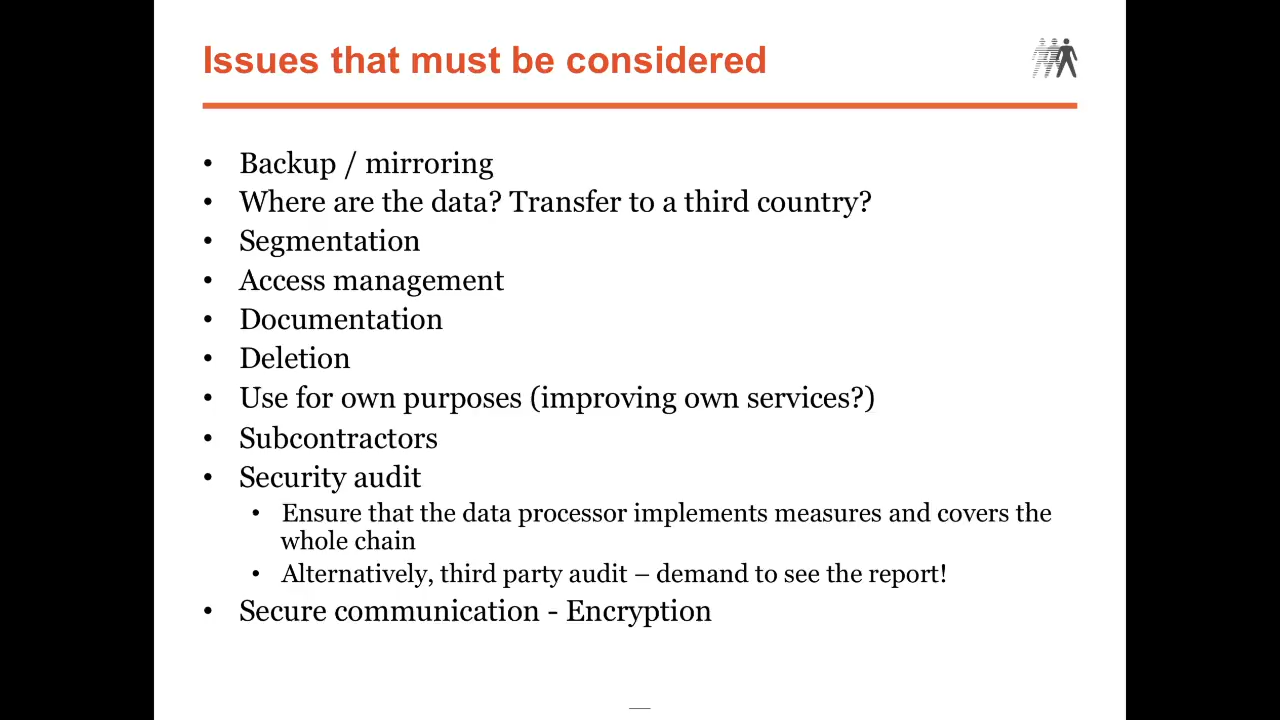 Issues that must be considered
• Backup / mirroring
• Where are the data? Transfer to a third country?
• Segmentation
• Access management
• Documentation
• Deletion
• Use for own purposes (improving own services?)
• Subcontractors
• Security audit
• Ensure that the data processor implements measures and covers the
whole chain
• Alternatively, third party audit – demand to see the report!
• Secure communication - Encryption